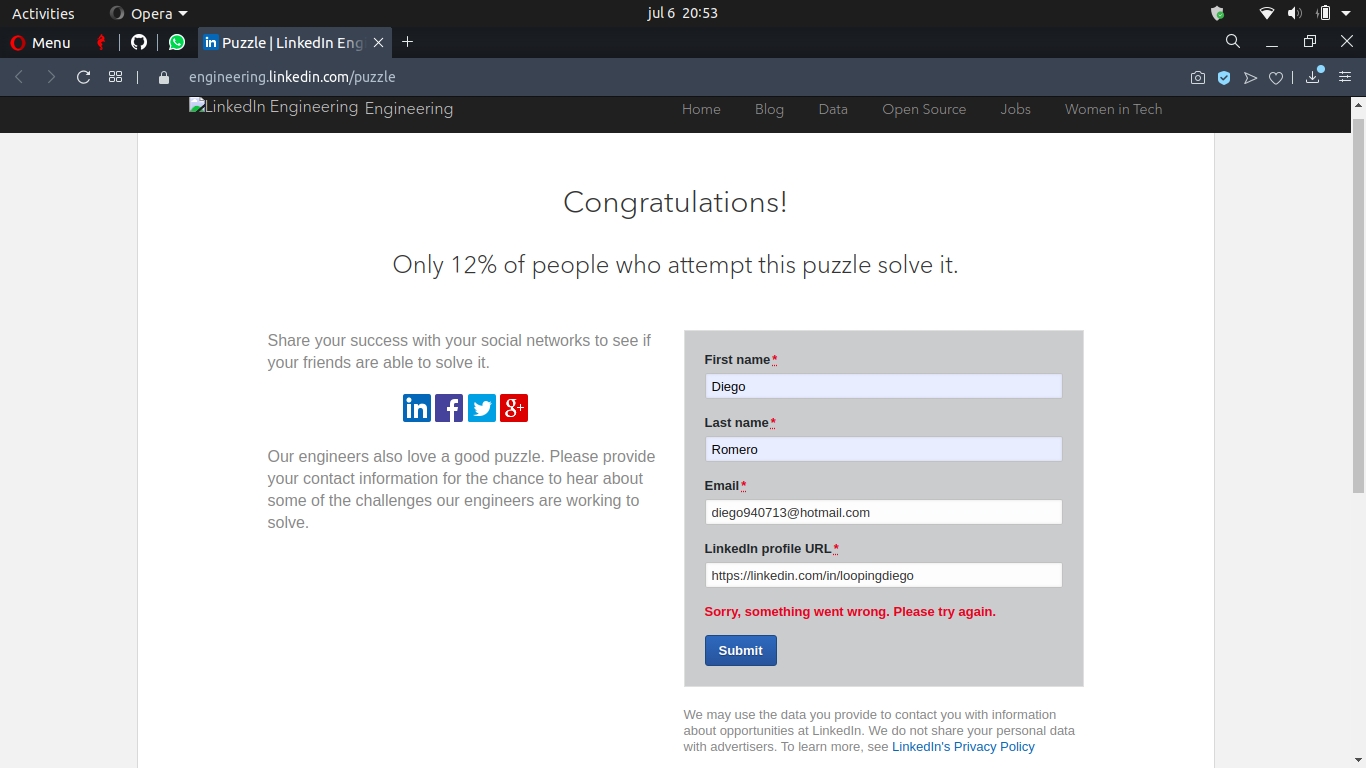 Activities
Opera
jul 6 20:53
Menu
in Puzzle | LinkedIn Eng
engineering.linkedin.com/puzzle
LinkedIn Engineering Engineering
Home Blog Data Open Source Jobs Women in Tech
Congratulations!
Only 12% of people who attempt this puzzle solve it.
Share your success with your social networks to see if
your friends are able to solve it.
in f g+
Our engineers also love a good puzzle. Please provide
your contact information for the chance to hear about
some of the challenges our engineers are working to
solve.
First name*
Diego
Last name*
Romero
Email*
diego940713@hotmail.com
LinkedIn profile URL*
https://linkedin.com/in/loopingdiego
Sorry, something went wrong. Please try again.
Submit
We may use the data you provide to contact you with information
about opportunities at LinkedIn. We do not share your personal data
with advertisers. To learn more, see LinkedIn's Privacy Policy